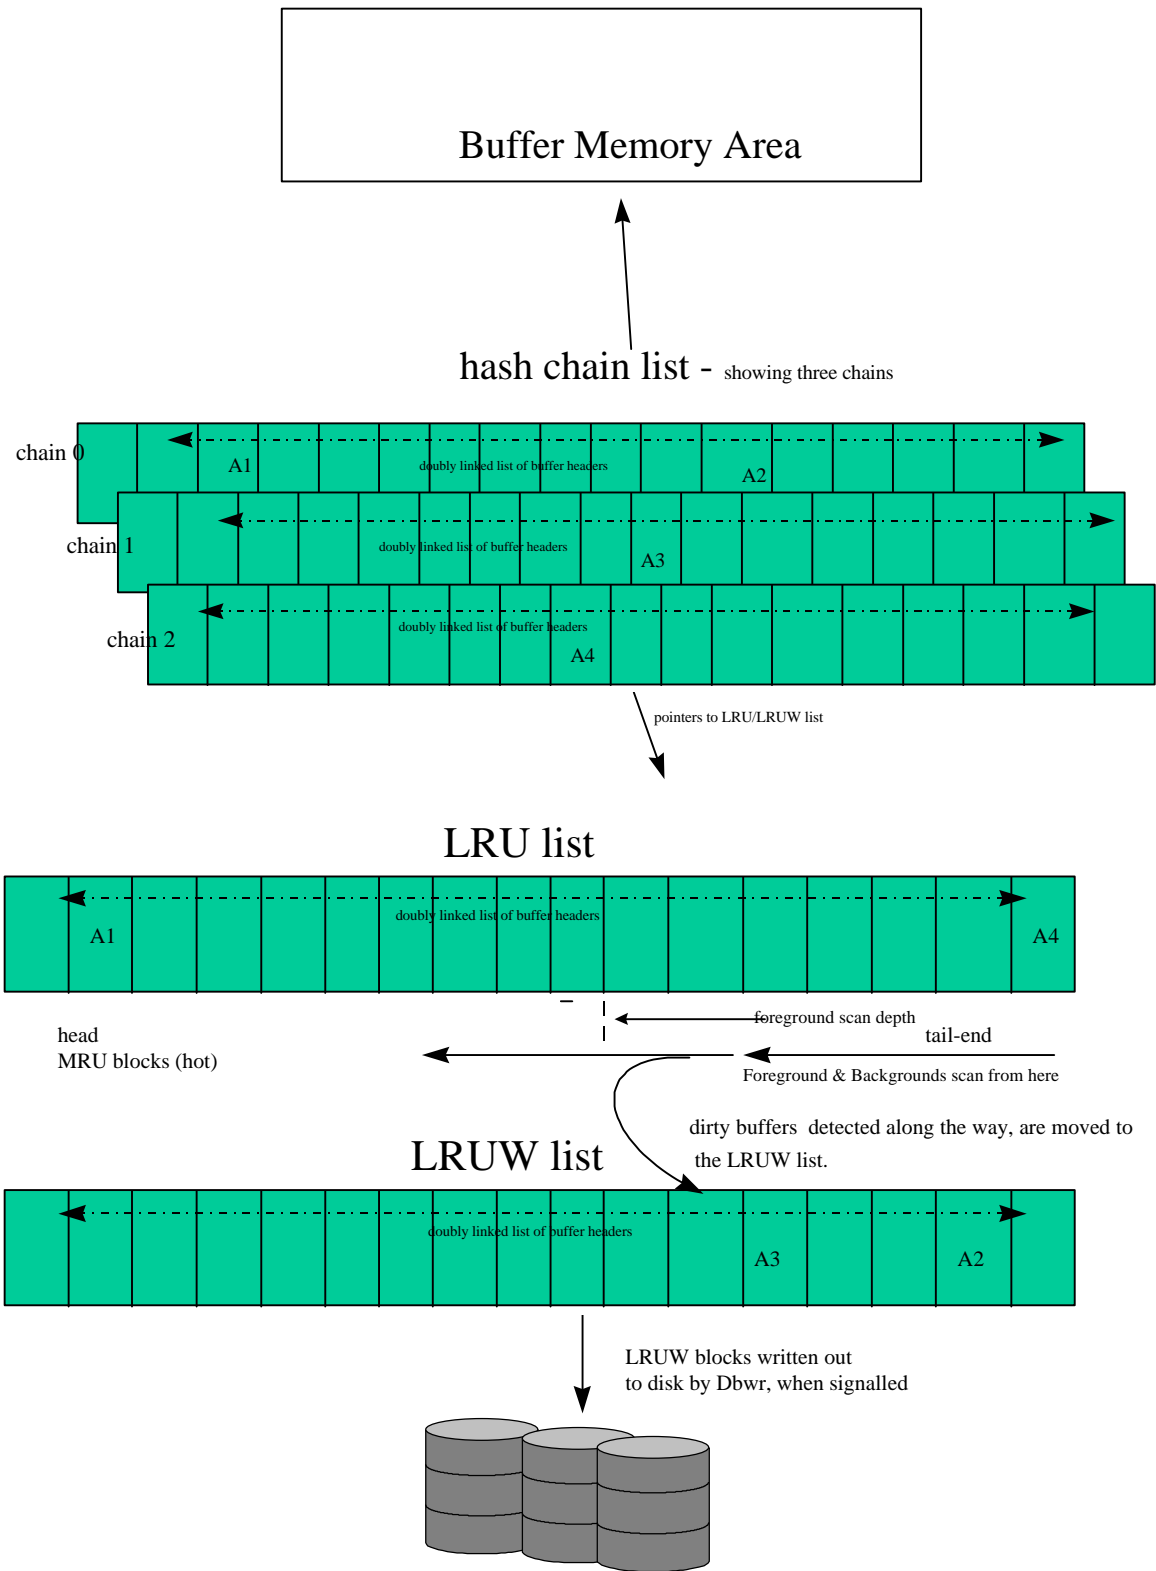 Buffer Memory Area
hash chain list - showing three chains
chain 0
A1
doubly linked list of buffer headers
A2
chain 1
doubly linked list of buffer headers
A3
chain 2
doubly linked list of buffer headers
A4
pointers to LRU/LRUW list
LRU list
doubly linked list of buffer headers
A1
A4
foreground scan depth
head
tail-end
MRU blocks (hot)
Foreground & Backgrounds scan from here
dirty buffers detected along the way, are moved to
the LRUW list.
LRUW list
doubly linked list of buffer headers
A3
A2
LRUW blocks written out
to disk by Dbwr, when signalled